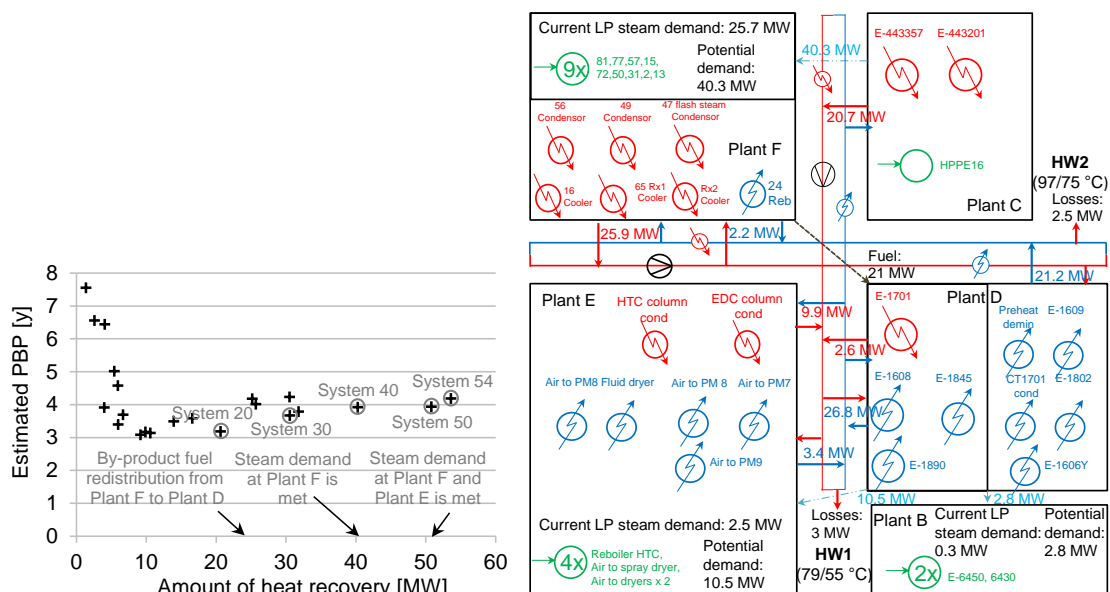 Estimated PBP [y]
8
7
6
5
4
3
2
1
0
System 20
System 30
System 40
System 54
System 50
By-product fuel
redistribution from
Plant F to Plant D
Steam demand
at Plant F is
met
Steam demand
at Plant F and
Plant E is met
0
10
20
30
40
50
60
Amount of heat recovery [MW]
Current LP steam demand: 25.7 MW
9x
81,77,57,15,
72,50,31,2,13
Potential
demand:
40.3 MW
56
Condensor
49
Condensor
47 flash steam
Condensor
Plant F
16
Cooler
65 Rx1
Cooler
Rx2
Cooler
24
Reb
40.3 MW
20.7 MW
E-443357
E-443201
HPPE16
Plant C
HW2
(97/75 °C)
Losses:
2.5 MW
25.9 MW
2.2 MW
Fuel:
21 MW
21.2 MW
Plant E
HTC column
cond
EDC column
cond
Air to PM8 Fluid dryer
Air to PM 8
Air to PM7
Air to PM9
9.9 MW
2.6 MW
26.8 MW
3.4 MW
E-1701
Plant D
Preheat
demin
E-1609
E-1608
E-1845
CT1701
cond
E-1802
E-1890
E-1606Y
10.5 MW
2.8 MW
Current LP steam demand: 2.5 MW
4x
Reboiler HTC,
Air to spray dryer,
Air to dryers x 2
Potential
demand:
10.5 MW
Losses:
3 MW
HW1
(79/55 °C)
Plant B
Current LP
steam demand:
0.3 MW
Potential
demand:
2.8 MW
2x
E-6450, 6430